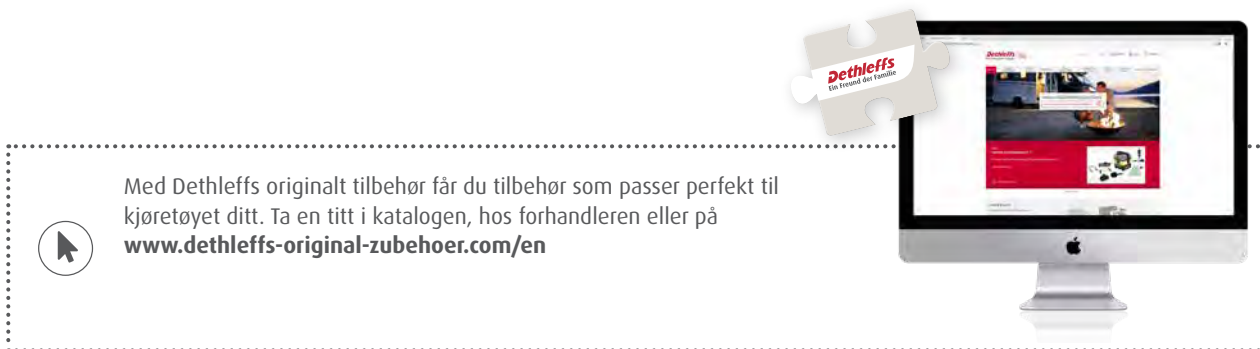 Dethleffs
Ein Freund der Familie
Med Dethleffs originalt tilbehør får du tilbehør som passer perfekt til
kjøretøyet ditt. Ta en titt i katalogen, hos forhandleren eller på
www.dethleffs-original-zubehoer.com/en
Dethleffs